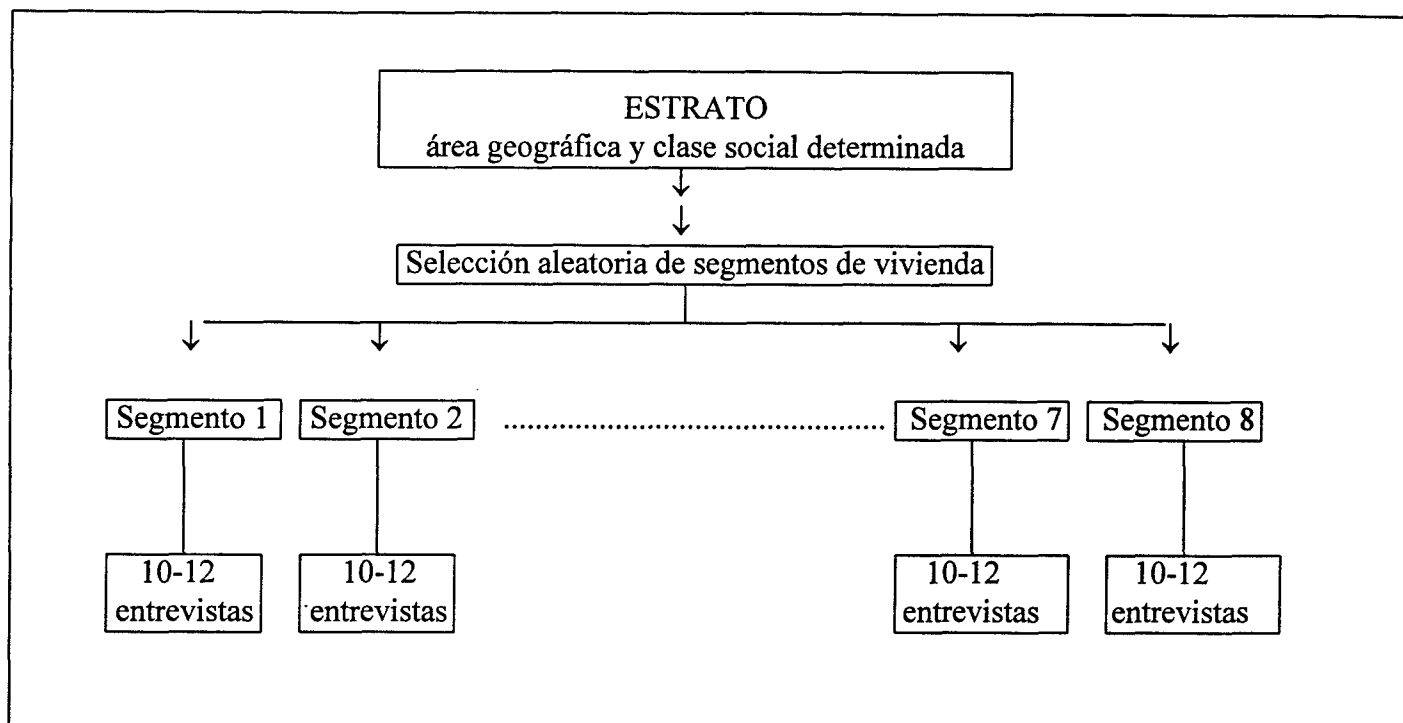 ESTRATO
área geográfica y clase social determinada
Selección aleatoria de segmentos de vivienda
Segmento 1 Segmento 2 .......................................... Segmento 7 Segmento 8
10-12 10-12 10-12 10-12
entrevistas entrevistas entrevistas entrevistas